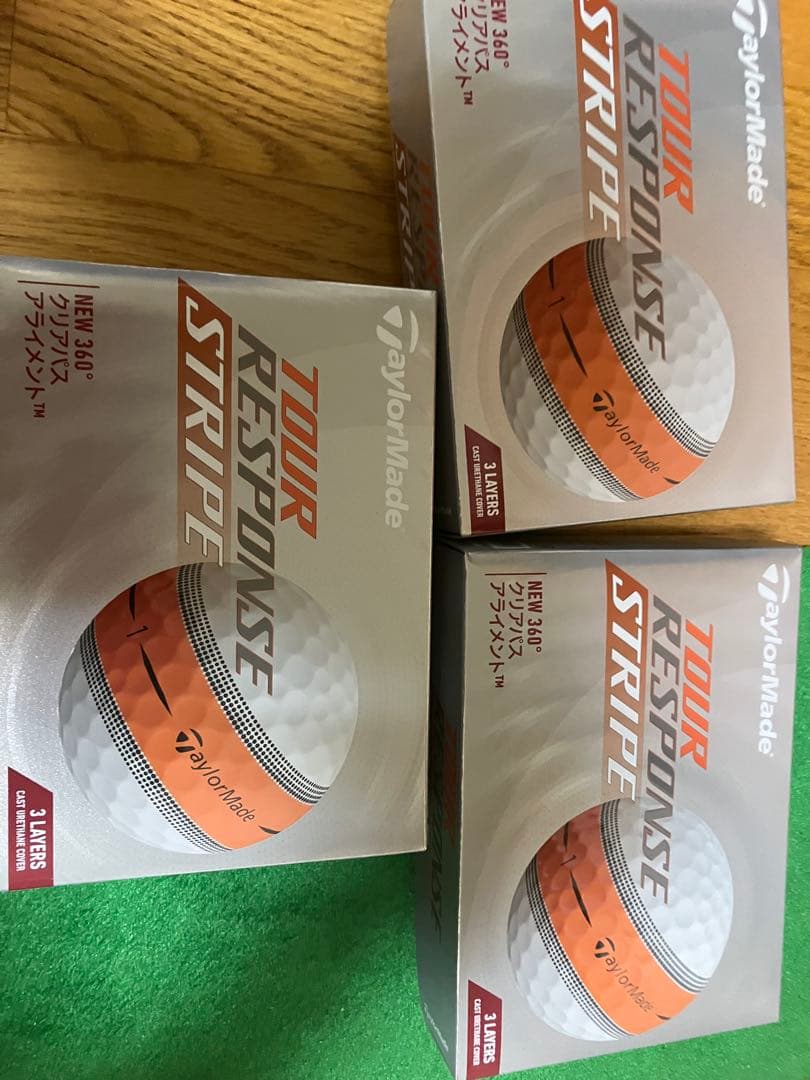 TaylorMade
TOUR
RESPONSE
STRIPE
NEW 360°
クリアパス
アライメント™
1
TaylorMade
3 LAYERS
CAST URETHANE COVER
TaylorMade
TOUR
RESPONSE
STRIPE
NEW 360°
クリアパス
アライメント™
1
TaylorMade
3 LAYERS
CAST URETHANE COVER
TaylorMade
TOUR
RESPONSE
STRIPE
NEW 360°
クリアパス
アライメント™
1
TaylorMade
3 LAYERS
CAST URETHANE COVER